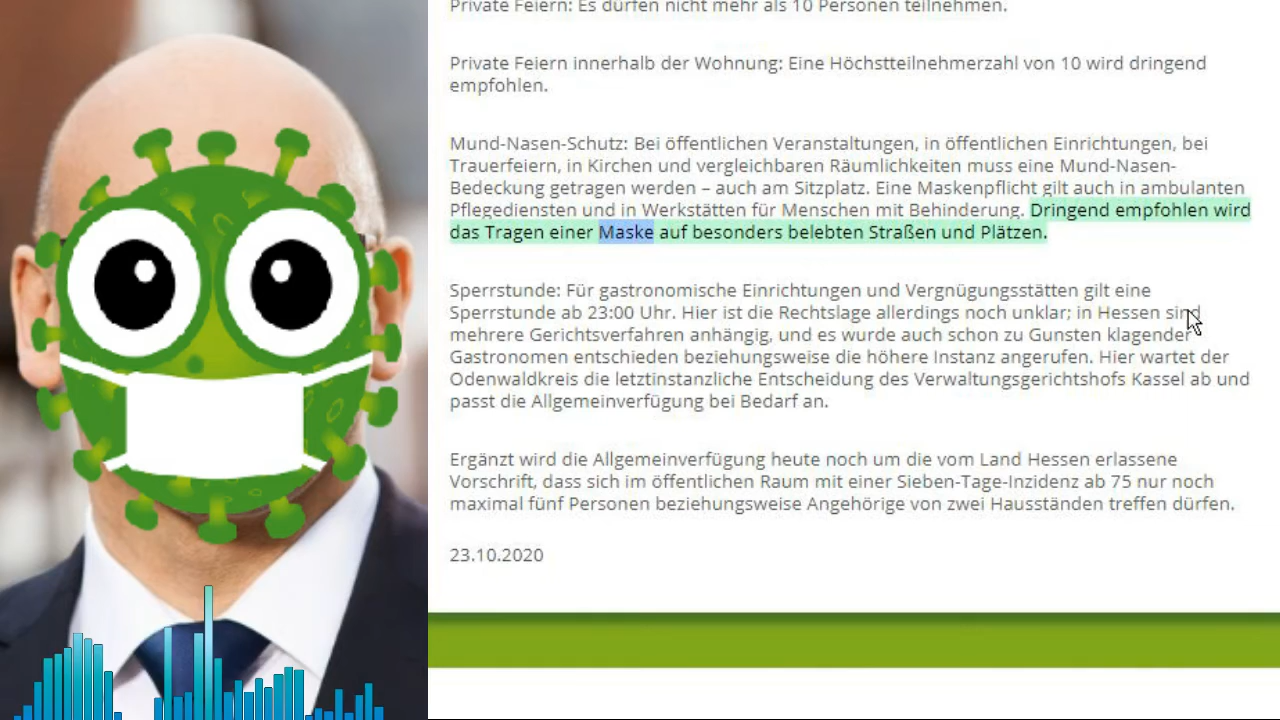 Private Feiern: Es dürfen nicht mehr als 10 Personen teilnehmen.
Private Feiern innerhalb der Wohnung: Eine Höchstteilnehmerzahl von 10 wird dringend
empfohlen.
Mund-Nasen-Schutz: Bei öffentlichen Veranstaltungen, in öffentlichen Einrichtungen, bei
Trauerfeiern, in Kirchen und vergleichbaren Räumlichkeiten muss eine Mund-Nasen-
Bedeckung getragen werden – auch am Sitzplatz. Eine Maskenpflicht gilt auch in ambulanten
Pflegediensten und in Werkstätten für Menschen mit Behinderung. Dringend empfohlen wird
das Tragen einer Maske auf besonders belebten Straßen und Plätzen.
Sperrstunde: Für gastronomische Einrichtungen und Vergnügungsstätten gilt eine
Sperrstunde ab 23:00 Uhr. Hier ist die Rechtslage allerdings noch unklar; in Hessen sind
mehrere Gerichtsverfahren anhängig, und es wurde auch schon zu Gunsten klagender
Gastronomen entschieden beziehungsweise die höhere Instanz angerufen. Hier wartet der
Odenwaldkreis die letztinstanzliche Entscheidung des Verwaltungsgerichtshofs Kassel ab und
passt die Allgemeinverfügung bei Bedarf an.
Ergänzt wird die Allgemeinverfügung heute noch um die vom Land Hessen erlassene
Vorschrift, dass sich im öffentlichen Raum mit einer Sieben-Tage-Inzidenz ab 75 nur noch
maximal fünf Personen beziehungsweise Angehörige von zwei Hausständen treffen dürfen.
23.10.2020